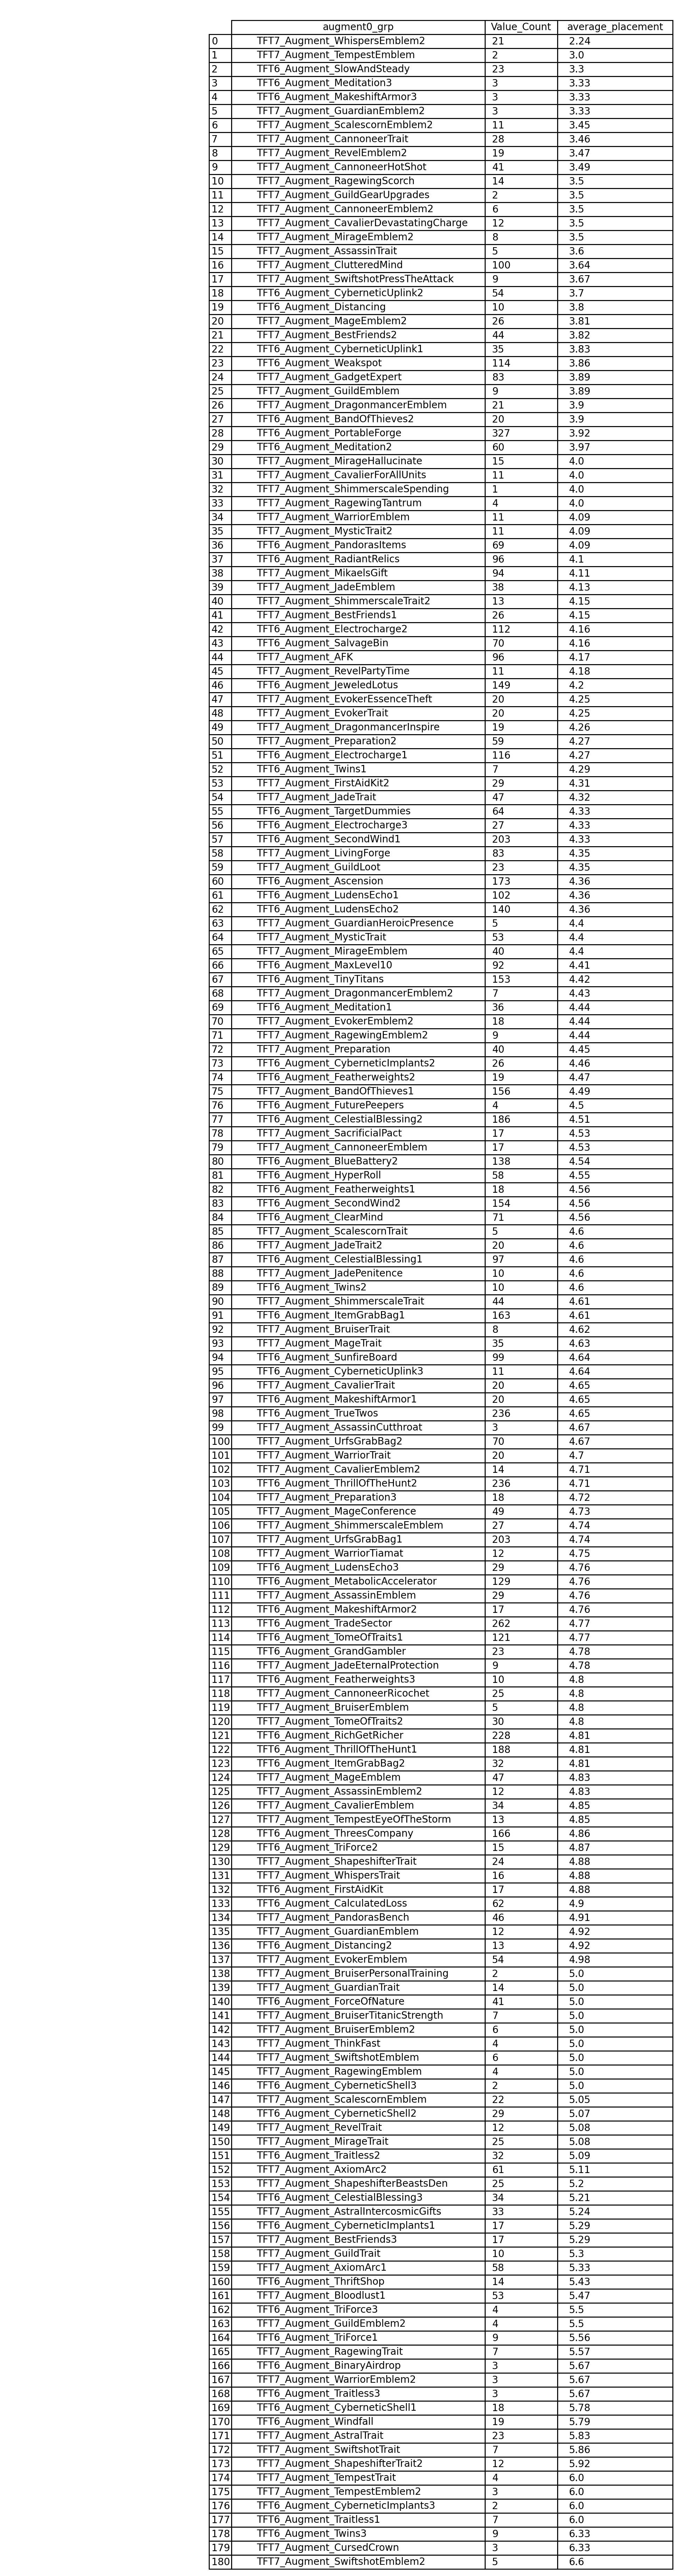 augment0_grp Value_Count average_placement
0 TFT7_Augment_WhispersEmblem2 21 2.24
1 TFT7_Augment_TempestEmblem 2 3.0
2 TFT6_Augment_SlowAndSteady 23 3.3
3 TFT6_Augment_Meditation3 3 3.33
4 TFT6_Augment_MakeshiftArmor3 3 3.33
5 TFT7_Augment_GuardianEmblem2 3 3.33
6 TFT7_Augment_ScalescornEmblem2 11 3.45
7 TFT7_Augment_CannoneerTrait 28 3.46
8 TFT7_Augment_RevelEmblem2 19 3.47
9 TFT7_Augment_CannoneerHotShot 41 3.49
10 TFT7_Augment_RagewingScorch 14 3.5
11 TFT7_Augment_GuildGearUpgrades 2 3.5
12 TFT7_Augment_CannoneerEmblem2 6 3.5
13 TFT7_Augment_CavalierDevastatingCharge 12 3.5
14 TFT7_Augment_MirageEmblem2 8 3.5
15 TFT7_Augment_AssassinTrait 5 3.6
16 TFT7_Augment_ClutteredMind 100 3.64
17 TFT7_Augment_SwiftshotPressTheAttack 9 3.67
18 TFT6_Augment_CyberneticUplink2 54 3.7
19 TFT6_Augment_Distancing 10 3.8
20 TFT7_Augment_MageEmblem2 26 3.81
21 TFT7_Augment_BestFriends2 44 3.82
22 TFT6_Augment_CyberneticUplink1 35 3.83
23 TFT6_Augment_Weakspot 114 3.86
24 TFT7_Augment_GadgetExpert 83 3.89
25 TFT7_Augment_GuildEmblem 9 3.89
26 TFT7_Augment_DragonmancerEmblem 21 3.9
27 TFT6_Augment_BandOfThieves2 20 3.9
28 TFT6_Augment_PortableForge 327 3.92
29 TFT6_Augment_Meditation2 60 3.97
30 TFT7_Augment_MirageHallucinate 15 4.0
31 TFT7_Augment_CavalierForAllUnits 11 4.0
32 TFT7_Augment_ShimmerscaleSpending 1 4.0
33 TFT7_Augment_RagewingTantrum 4 4.0
34 TFT7_Augment_WarriorEmblem 11 4.09
35 TFT7_Augment_MysticTrait2 11 4.09
36 TFT6_Augment_PandorasItems 69 4.09
37 TFT6_Augment_RadiantRelics 96 4.1
38 TFT7_Augment_MikaelsGift 94 4.11
39 TFT7_Augment_JadeEmblem 38 4.13
40 TFT7_Augment_ShimmerscaleTrait2 13 4.15
41 TFT7_Augment_BestFriends1 26 4.15
42 TFT6_Augment_Electrocharge2 112 4.16
43 TFT6_Augment_SalvageBin 70 4.16
44 TFT7_Augment_AFK 96 4.17
45 TFT7_Augment_RevelPartyTime 11 4.18
46 TFT6_Augment_JeweledLotus 149 4.2
47 TFT7_Augment_EvokerEssenceTheft 20 4.25
48 TFT7_Augment_EvokerTrait 20 4.25
49 TFT7_Augment_DragonmancerInspire 19 4.26
50 TFT7_Augment_Preparation2 59 4.27
51 TFT6_Augment_Electrocharge1 116 4.27
52 TFT6_Augment_Twins1 7 4.29
53 TFT7_Augment_FirstAidKit2 29 4.31
54 TFT7_Augment_JadeTrait 47 4.32
55 TFT6_Augment_TargetDummies 64 4.33
56 TFT6_Augment_Electrocharge3 27 4.33
57 TFT6_Augment_SecondWind1 203 4.33
58 TFT7_Augment_LivingForge 83 4.35
59 TFT7_Augment_GuildLoot 23 4.35
60 TFT6_Augment_Ascension 173 4.36
61 TFT6_Augment_LudensEcho1 102 4.36
62 TFT6_Augment_LudensEcho2 140 4.36
63 TFT7_Augment_GuardianHeroicPresence 5 4.4
64 TFT7_Augment_MysticTrait 53 4.4
65 TFT7_Augment_MirageEmblem 40 4.4
66 TFT7_Augment_MaxLevel10 92 4.41
67 TFT6_Augment_TinyTitans 153 4.42
68 TFT7_Augment_DragonmancerEmblem2 7 4.43
69 TFT6_Augment_Meditation1 36 4.44
70 TFT7_Augment_EvokerEmblem2 18 4.44
71 TFT7_Augment_RagewingEmblem2 9 4.44
72 TFT7_Augment_Preparation 40 4.45
73 TFT6_Augment_CyberneticImplants2 26 4.46
74 TFT6_Augment_Featherweights2 19 4.47
75 TFT7_Augment_BandOfThieves1 156 4.49
76 TFT6_Augment_FuturePeepers 4 4.5
77 TFT6_Augment_CelestialBlessing2 186 4.51
78 TFT7_Augment_SacrificialPact 17 4.53
79 TFT7_Augment_CannoneerEmblem 17 4.53
80 TFT6_Augment_BlueBattery2 138 4.54
81 TFT6_Augment_HyperRoll 58 4.55
82 TFT6_Augment_Featherweights1 18 4.56
83 TFT6_Augment_SecondWind2 154 4.56
84 TFT6_Augment_ClearMind 71 4.56
85 TFT7_Augment_ScalescornTrait 5 4.6
86 TFT7_Augment_JadeTrait2 20 4.6
87 TFT6_Augment_CelestialBlessing1 97 4.6
88 TFT7_Augment_JadePenitence 10 4.6
89 TFT6_Augment_Twins2 10 4.6
90 TFT7_Augment_ShimmerscaleTrait 44 4.61
91 TFT6_Augment_ItemGrabBag1 163 4.61
92 TFT7_Augment_BruiserTrait 8 4.62
93 TFT7_Augment_MageTrait 35 4.63
94 TFT6_Augment_SunfireBoard 99 4.64
95 TFT6_Augment_CyberneticUplink3 11 4.64
96 TFT7_Augment_CavalierTrait 20 4.65
97 TFT6_Augment_MakeshiftArmor1 20 4.65
98 TFT6_Augment_TrueTwos 236 4.65
99 TFT7_Augment_AssassinCutthroat 3 4.67
100 TFT7_Augment_UrfsGrabBag2 70 4.67
101 TFT7_Augment_WarriorTrait 20 4.7
102 TFT7_Augment_CavalierEmblem2 14 4.71
103 TFT6_Augment_ThrillOfTheHunt2 236 4.71
104 TFT7_Augment_Preparation3 18 4.72
105 TFT7_Augment_MageConference 49 4.73
106 TFT7_Augment_ShimmerscaleEmblem 27 4.74
107 TFT7_Augment_UrfsGrabBag1 203 4.74
108 TFT7_Augment_WarriorTiamat 12 4.75
109 TFT6_Augment_LudensEcho3 29 4.76
110 TFT6_Augment_MetabolicAccelerator 129 4.76
111 TFT7_Augment_AssassinEmblem 29 4.76
112 TFT6_Augment_MakeshiftArmor2 17 4.76
113 TFT6_Augment_TradeSector 262 4.77
114 TFT6_Augment_TomeOfTraits1 121 4.77
115 TFT6_Augment_GrandGambler 23 4.78
116 TFT7_Augment_JadeEternalProtection 9 4.78
117 TFT6_Augment_Featherweights3 10 4.8
118 TFT7_Augment_CannoneerRicochet 25 4.8
119 TFT7_Augment_BruiserEmblem 5 4.8
120 TFT7_Augment_TomeOfTraits2 30 4.8
121 TFT6_Augment_RichGetRicher 228 4.81
122 TFT6_Augment_ThrillOfTheHunt1 188 4.81
123 TFT6_Augment_ItemGrabBag2 32 4.81
124 TFT7_Augment_MageEmblem 47 4.83
125 TFT7_Augment_AssassinEmblem2 12 4.83
126 TFT7_Augment_CavalierEmblem 34 4.85
127 TFT7_Augment_TempestEyeOfTheStorm 13 4.85
128 TFT6_Augment_ThreesCompany 166 4.86
129 TFT6_Augment_TriForce2 15 4.87
130 TFT7_Augment_ShapeshifterTrait 24 4.88
131 TFT7_Augment_WhispersTrait 16 4.88
132 TFT6_Augment_FirstAidKit 17 4.88
133 TFT6_Augment_CalculatedLoss 62 4.9
134 TFT7_Augment_PandorasBench 46 4.91
135 TFT7_Augment_GuardianEmblem 12 4.92
136 TFT6_Augment_Distancing2 13 4.92
137 TFT7_Augment_EvokerEmblem 54 4.98
138 TFT7_Augment_BruiserPersonalTraining 2 5.0
139 TFT7_Augment_GuardianTrait 14 5.0
140 TFT6_Augment_ForceOfNature 41 5.0
141 TFT7_Augment_BruiserTitanicStrength 7 5.0
142 TFT7_Augment_BruiserEmblem2 6 5.0
143 TFT7_Augment_ThinkFast 4 5.0
144 TFT7_Augment_SwiftshotEmblem 6 5.0
145 TFT7_Augment_RagewingEmblem 4 5.0
146 TFT6_Augment_CyberneticShell3 2 5.0
147 TFT7_Augment_ScalescornEmblem 22 5.05
148 TFT6_Augment_CyberneticShell2 29 5.07
149 TFT7_Augment_RevelTrait 12 5.08
150 TFT7_Augment_MirageTrait 25 5.08
151 TFT6_Augment_Traitless2 32 5.09
152 TFT7_Augment_AxiomArc2 61 5.11
153 TFT7_Augment_ShapeshifterBeastsDen 25 5.2
154 TFT6_Augment_CelestialBlessing3 34 5.21
155 TFT7_Augment_AstralIntercosmicGifts 33 5.24
156 TFT6_Augment_CyberneticImplants1 17 5.29
157 TFT7_Augment_BestFriends3 17 5.29
158 TFT7_Augment_GuildTrait 10 5.3
159 TFT7_Augment_AxiomArc1 58 5.33
160 TFT6_Augment_ThriftShop 14 5.43
161 TFT7_Augment_Bloodlust1 53 5.47
162 TFT6_Augment_TriForce3 4 5.5
163 TFT7_Augment_GuildEmblem2 4 5.5
164 TFT6_Augment_TriForce1 9 5.56
165 TFT7_Augment_RagewingTrait 7 5.57
166 TFT6_Augment_BinaryAirdrop 3 5.67
167 TFT7_Augment_WarriorEmblem2 3 5.67
168 TFT6_Augment_Traitless3 3 5.67
169 TFT6_Augment_CyberneticShell1 18 5.78
170 TFT6_Augment_Windfall 19 5.79
171 TFT7_Augment_AstralTrait 23 5.83
172 TFT7_Augment_SwiftshotTrait 7 5.86
173 TFT7_Augment_ShapeshifterTrait2 12 5.92
174 TFT7_Augment_TempestTrait 4 6.0
175 TFT7_Augment_TempestEmblem2 3 6.0
176 TFT6_Augment_CyberneticImplants3 2 6.0
177 TFT6_Augment_Traitless1 7 6.0
178 TFT6_Augment_Twins3 9 6.33
179 TFT7_Augment_CursedCrown 3 6.33
180 TFT7_Augment_SwiftshotEmblem2 5 6.6